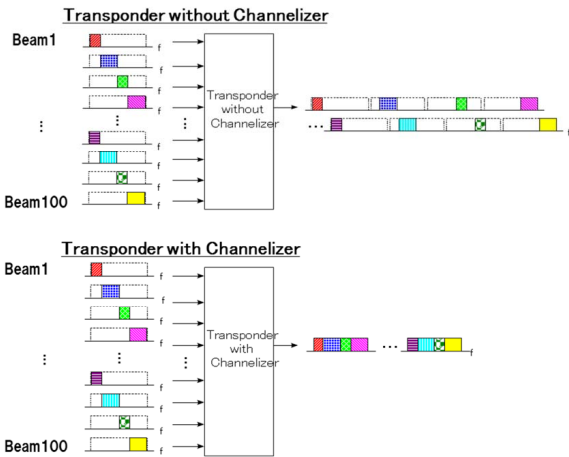 Transponder without Channelizer
Beam1
f
f
f
f
Transponder
without
Channelizer
f
f
f
f
Beam100
f
Transponder with Channelizer
Beam1
f
f
f
f
Transponder
with
Channelizer
f
f
f
f
f
Beam100